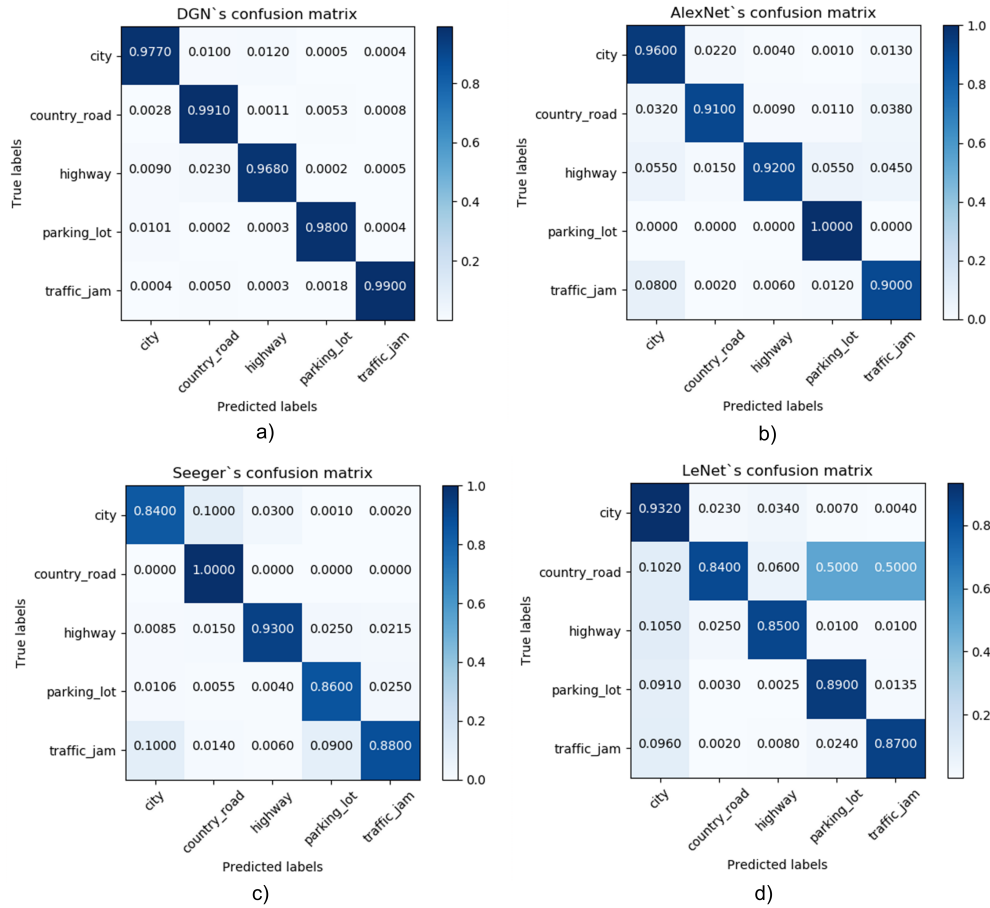 DGN`s confusion matrix
True labels
city 0.9770 0.0100 0.0120 0.0005 0.0004
country_road 0.0028 0.9910 0.0011 0.0053 0.0008
highway 0.0090 0.0230 0.9680 0.0002 0.0005
parking_lot 0.0101 0.0002 0.0003 0.9800 0.0004
traffic_jam 0.0004 0.0050 0.0003 0.0018 0.9900
city country_road highway parking_lot traffic_jam
Predicted labels
0.8
0.6
0.4
0.2
a)
AlexNet`s confusion matrix
True labels
city 0.9600 0.0220 0.0040 0.0010 0.0130
country_road 0.0320 0.9100 0.0090 0.0110 0.0380
highway 0.0550 0.0150 0.9200 0.0550 0.0450
parking_lot 0.0000 0.0000 0.0000 1.0000 0.0000
traffic_jam 0.0800 0.0020 0.0060 0.0120 0.9000
city country_road highway parking_lot traffic_jam
Predicted labels
1.0
0.8
0.6
0.4
0.2
0.0
b)
Seeger`s confusion matrix
True labels
city 0.8400 0.1000 0.0300 0.0010 0.0020
country_road 0.0000 1.0000 0.0000 0.0000 0.0000
highway 0.0085 0.0150 0.9300 0.0250 0.0215
parking_lot 0.0106 0.0055 0.0040 0.8600 0.0250
traffic_jam 0.1000 0.0140 0.0060 0.0900 0.8800
city country_road highway parking_lot traffic_jam
Predicted labels
1.0
0.8
0.6
0.4
0.2
0.0
c)
LeNet`s confusion matrix
True labels
city 0.9320 0.0230 0.0340 0.0070 0.0040
country_road 0.1020 0.8400 0.0600 0.5000 0.5000
highway 0.1050 0.0250 0.8500 0.0100 0.0100
parking_lot 0.0910 0.0030 0.0025 0.8900 0.0135
traffic_jam 0.0960 0.0020 0.0080 0.0240 0.8700
city country_road highway parking_lot traffic_jam
Predicted labels
0.8
0.6
0.4
0.2
d)